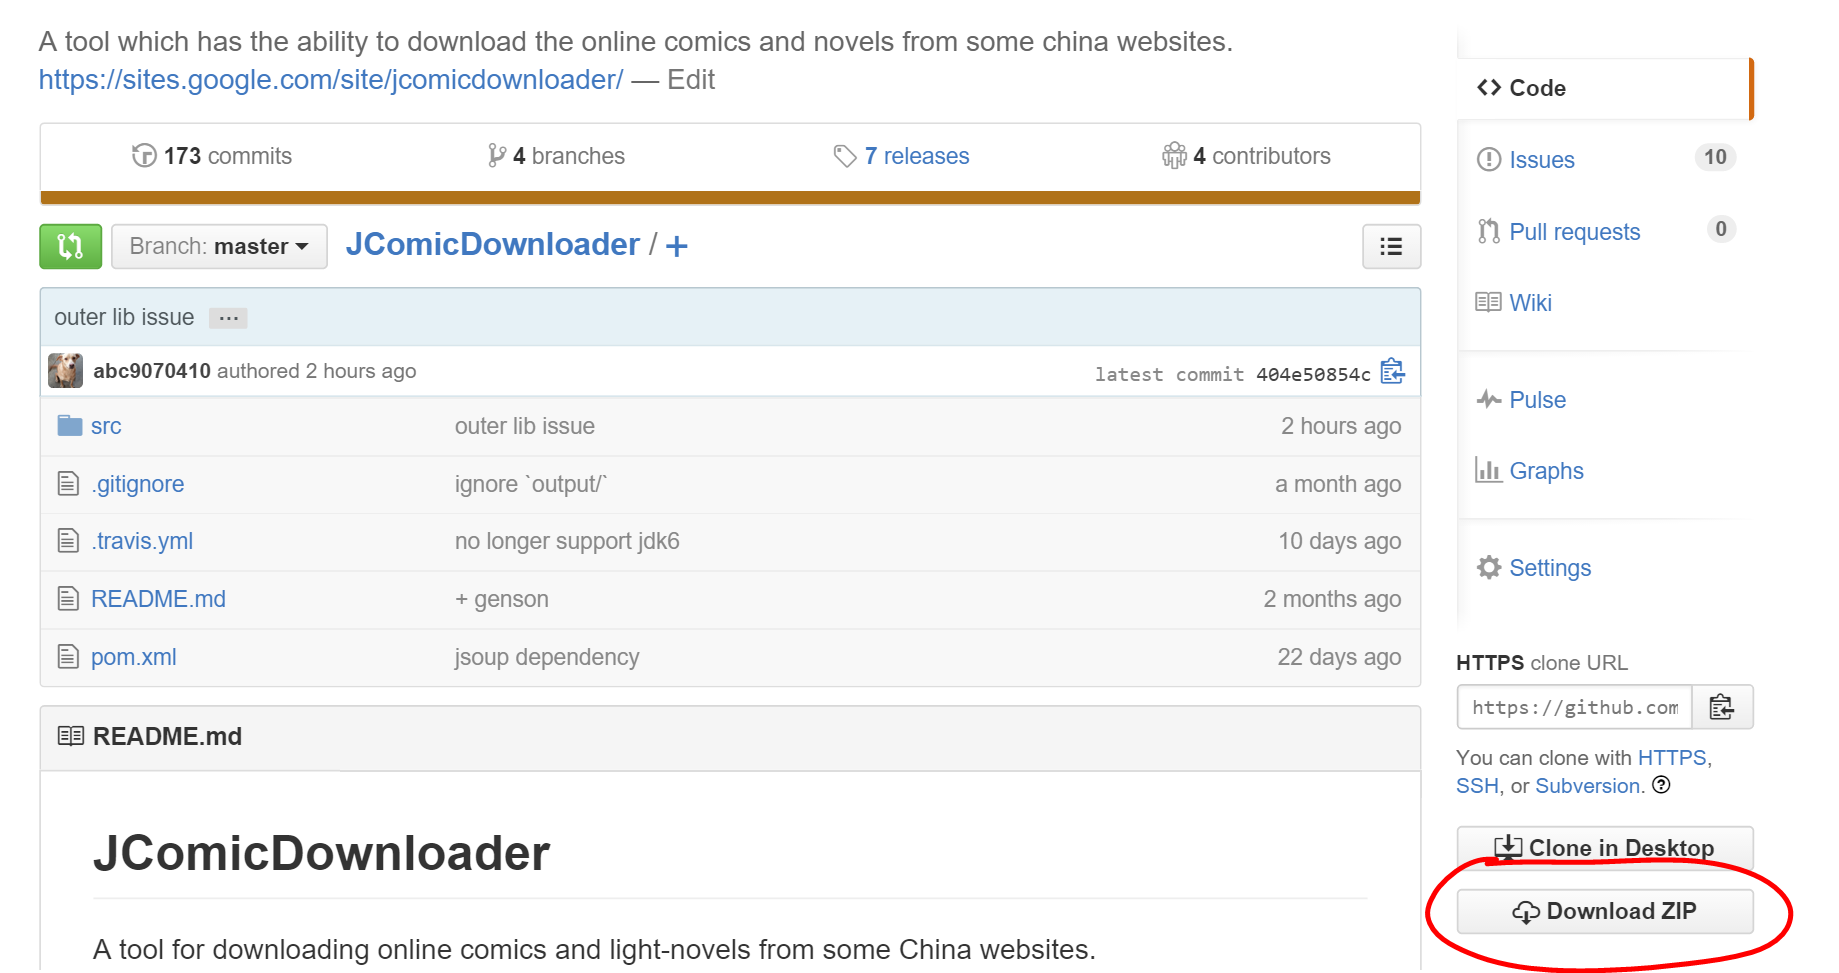 A tool which has the ability to download the online comics and novels from some china websites.
https://sites.google.com/site/jcomicdownloader/ — Edit
173 commits
4 branches
7 releases
4 contributors
Branch: master
JComicDownloader / +
outer lib issue ...
abc9070410 authored 2 hours ago
latest commit 404e50854c
src outer lib issue 2 hours ago
.gitignore ignore `output/` a month ago
.travis.yml no longer support jdk6 10 days ago
README.md + genson 2 months ago
pom.xml jsoup dependency 22 days ago
README.md
JComicDownloader
A tool for downloading online comics and light-novels from some China websites.
Code
Issues 10
Pull requests 0
Wiki
Pulse
Graphs
Settings
HTTPS clone URL
https://github.com
You can clone with HTTPS,
SSH, or Subversion.
Clone in Desktop
Download ZIP